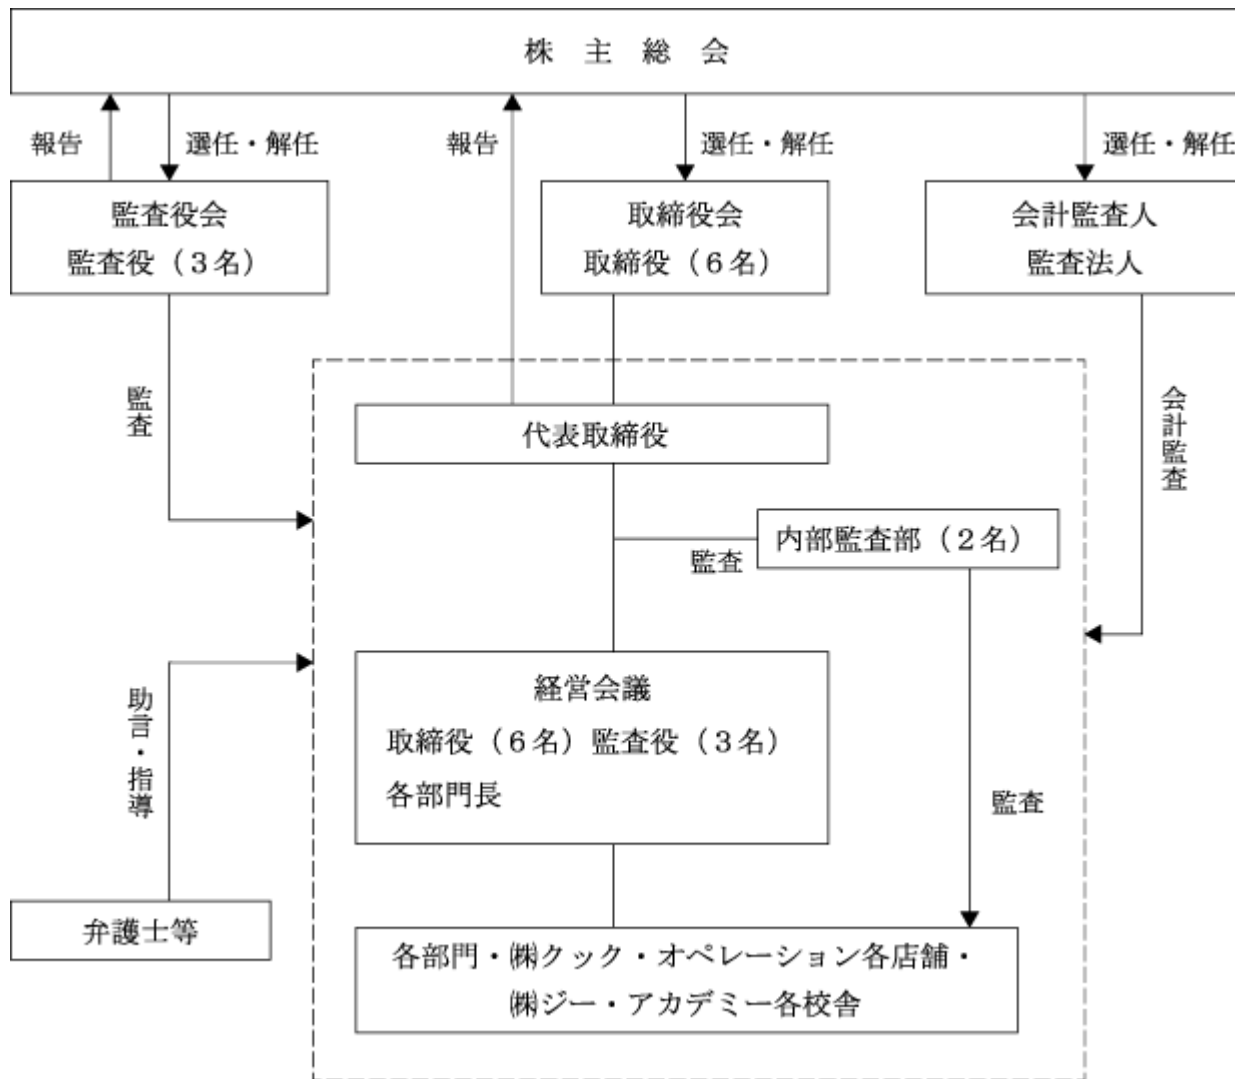 株主総会
報告
選任・解任
報告
選任・解任
選任・解任
監査役会
監査役（３名）
取締役会
取締役（６名）
会計監査人
監査法人
監査
会計監査
代表取締役
内部監査部（２名）
監査
経営会議
取締役（６名）監査役（３名）
各部門長
助言・指導
監査
弁護士等
各部門・㈱クック・オペレーション各店舗・
㈱ジー・アカデミー各校舎